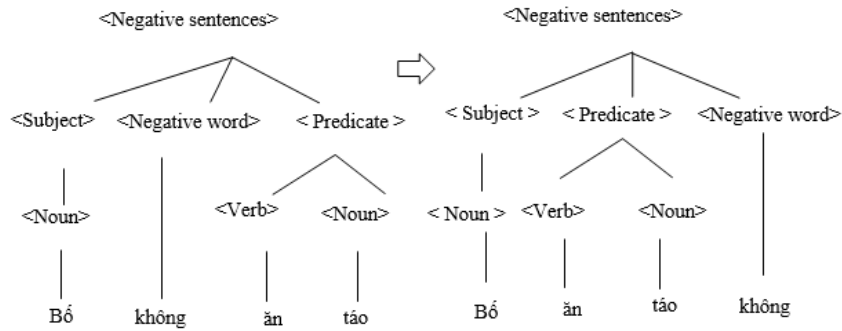 <Negative sentences> <Negative sentences>
<Subject> <Negative word> < Predicate > < Subject > < Predicate > <Negative word>
<Noun> <Verb> <Noun> < Noun > <Verb> <Noun>
Bố không ăn táo Bố ăn táo không